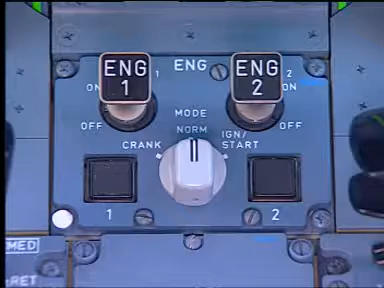 ENG
1
ENG
ENG
2
1
2
ON
ON
OFF
OFF
MODE
NORM
CRANK
IGN/
START
1
2
MED
RET